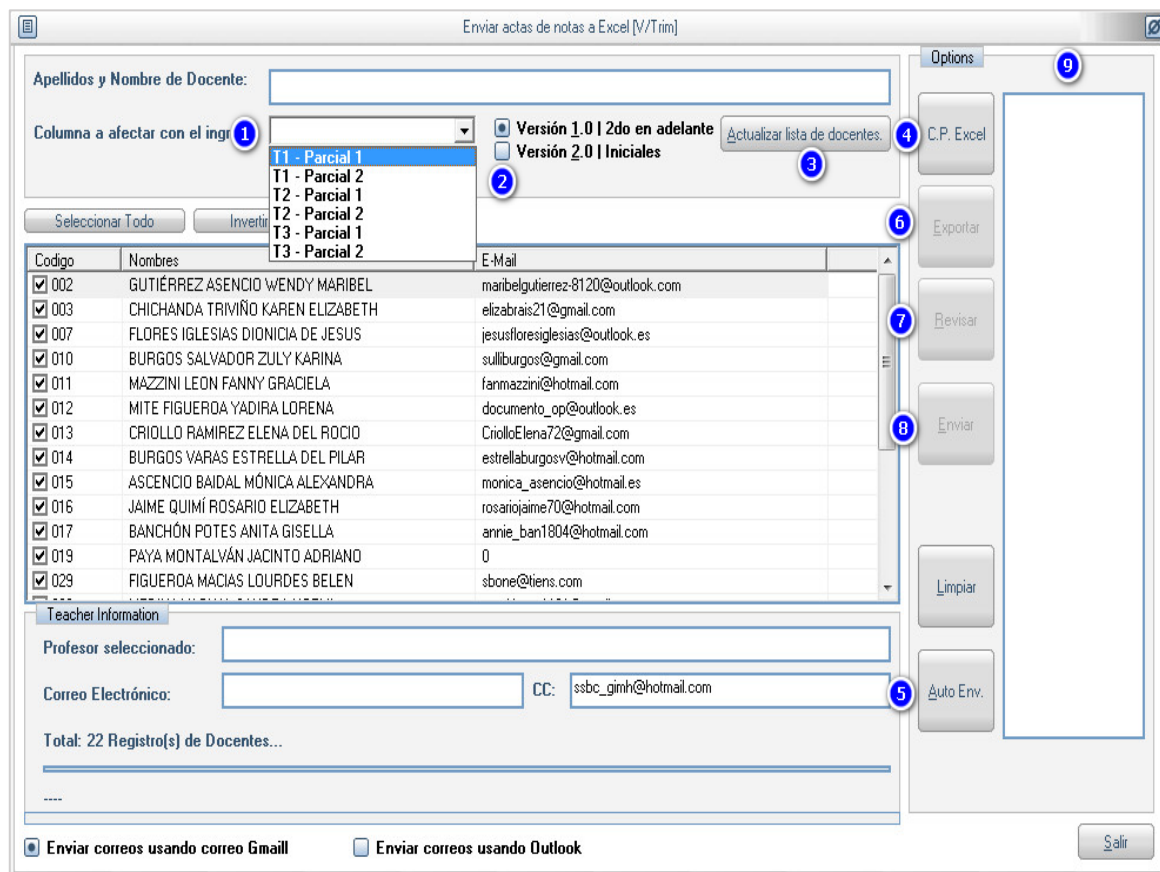 Enviar actas de notas a Excel [V/Trim]
Options
9
Apellidos y Nombre de Docente:
Columna a afectar con el ingr 1
Versión 1.0 | 2do en adelante
Versión 2.0 | Iniciales
2
Actualizar lista de docentes.
3
4 C.P. Excel
T1 - Parcial 1
T1 - Parcial 2
T2 - Parcial 1
T2 - Parcial 2
T3 - Parcial 1
T3 - Parcial 2
Seleccionar Todo Invertir
6 Exportar
Codigo Nombres E-Mail
002 GUTIÉRREZ ASENCIO WENDY MARIBEL maribelgutierrez-8120@outlook.com
003 CHICHANDA TRIVIÑO KAREN ELIZABETH elizabrais21@gmail.com
007 FLORES IGLESIAS DIONICIA DE JESUS jesusfloresiglesias@outlook.es
010 BURGOS SALVADOR ZULY KARINA sulliburgos@gmail.com
011 MAZZINI LEON FANNY GRACIELA fanmazzini@hotmail.com
012 MITE FIGUEROA YADIRA LORENA documento_op@outlook.es
013 CRIOLLO RAMIREZ ELENA DEL ROCIO CriolloElena72@gmail.com
014 BURGOS VARAS ESTRELLA DEL PILAR estrellaburgosv@hotmail.com
015 ASCENCIO BAIDAL MÓNICA ALEXANDRA monica_asencio@hotmail.es
016 JAIME QUIMÍ ROSARIO ELIZABETH rosariojaime70@hotmail.com
017 BANCHÓN POTES ANITA GISELLA annie_ban1804@hotmail.com
019 PAYA MONTALVÁN JACINTO ADRIANO 0
029 FIGUEROA MACIAS LOURDES BELEN sbone@tiens.com
7 Revisar
8 Enviar
Limpiar
Teacher Information
Profesor seleccionado:
Correo Electrónico:
CC: ssbc_gimh@hotmail.com
5 Auto Env.
Total: 22 Registro(s) de Docentes...
----
Enviar correos usando correo Gmaill Enviar correos usando Outlook
Salir